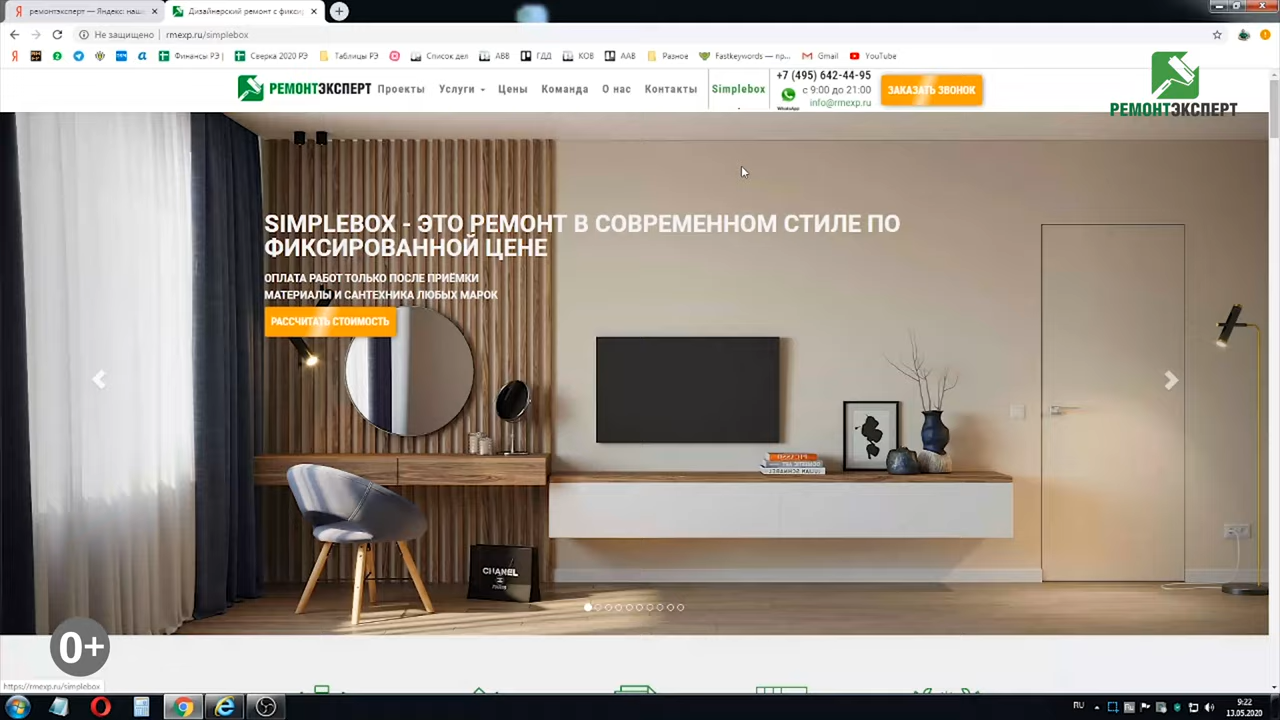 ремонтэксперт — Яндекс: наш
Дизайнерский ремонт с фикси
Не защищено
rmexp.ru/simplebox
Финансы РЭ
Сверка 2020 РЭ
Таблицы РЭ
Список дел
АВВ
ГДД
КОВ
ААВ
Разное
Fastkeywords — пр...
Gmail
YouTube
РЕМОНТЭКСПЕРТ
Проекты
Услуги
Цены
Команда
О нас
Контакты
Simplebox
+7 (495) 642-44-95
с 9:00 до 21:00
info@rmexp.ru
WhatsApp
ЗАКАЗАТЬ ЗВОНОК
РЕМОНТЭКСПЕРТ
SIMPLEBOX - ЭТО РЕМОНТ В СОВРЕМЕННОМ СТИЛЕ ПО
ФИКСИРОВАННОЙ ЦЕНЕ
ОПЛАТА РАБОТ ТОЛЬКО ПОСЛЕ ПРИЁМКИ
МАТЕРИАЛЫ И САНТЕХНИКА ЛЮБЫХ МАРОК
РАССЧИТАТЬ СТОИМОСТЬ
CHANEL
0+
https://rmexp.ru/simplebox
RU
9:22
13.05.2020